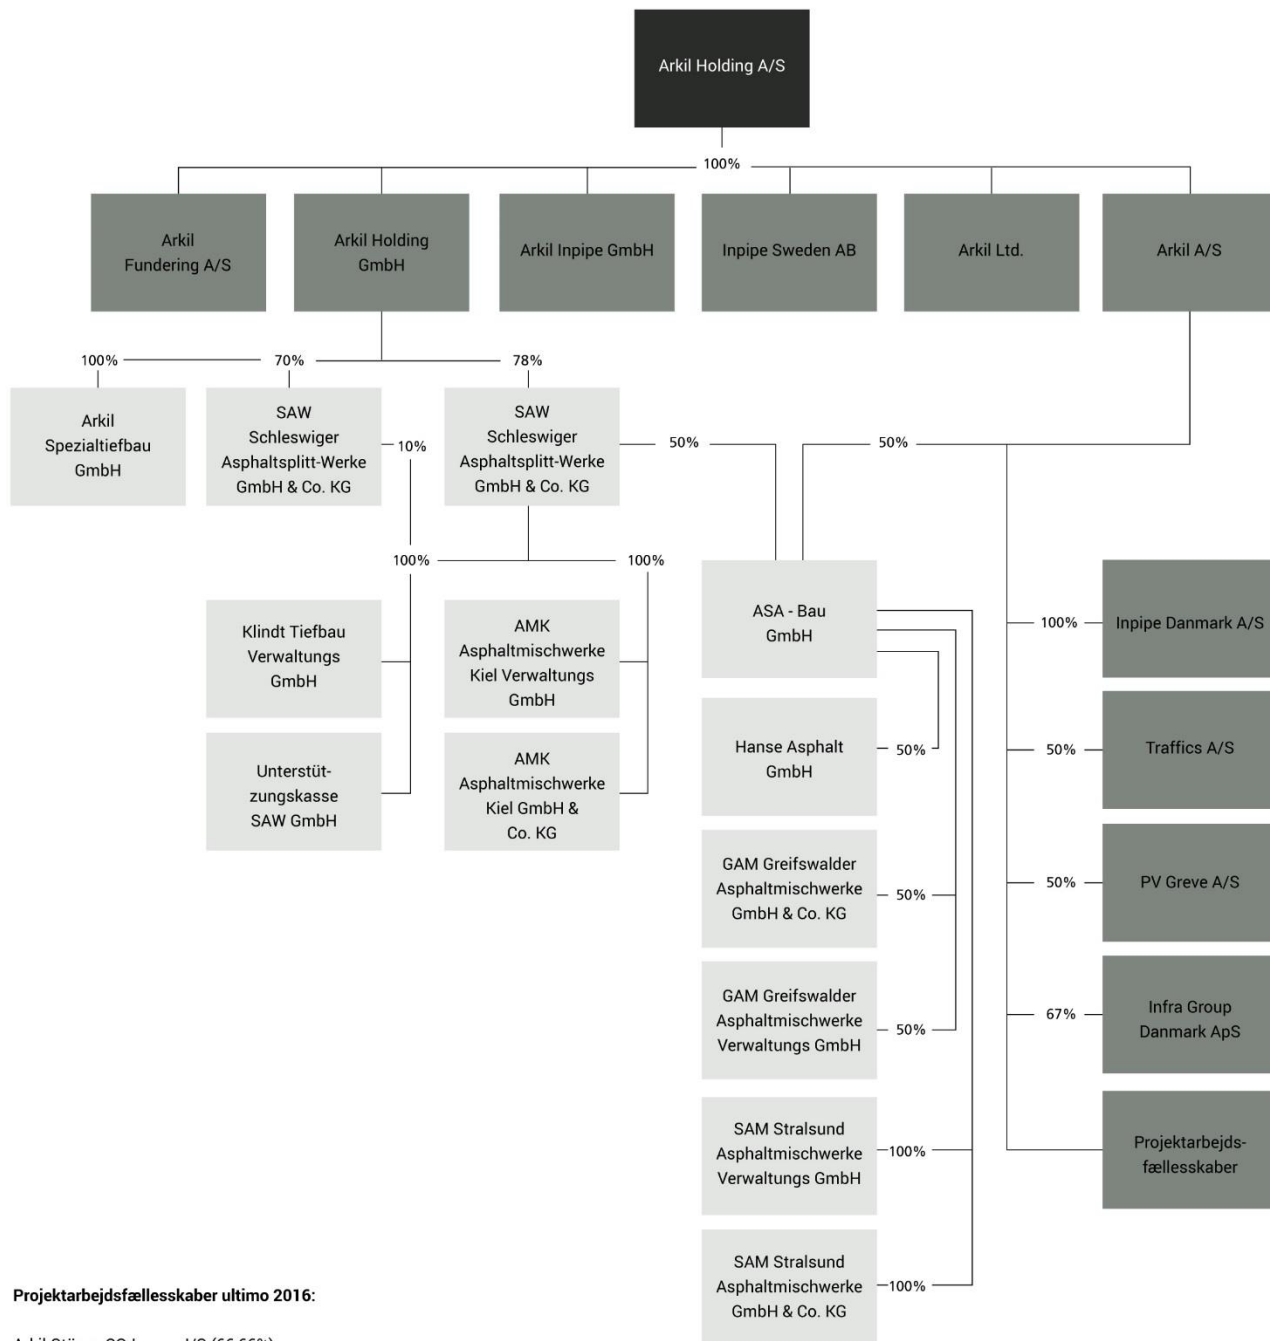 Arkil Holding A/S
100%
Arkil
Fundering A/S
Arkil Holding
GmbH
Arkil Inpipe GmbH
Inpipe Sweden AB
Arkil Ltd.
Arkil A/S
100%
70%
78%
Arkil
Spezialtiefbau
GmbH
SAW
Schleswiger
Asphaltsplitt-Werke
GmbH & Co. KG
10%
SAW
Schleswiger
Asphaltsplitt-Werke
GmbH & Co. KG
50%
50%
100%
100%
Klindt Tiefbau
Verwaltungs
GmbH
AMK
Asphaltmischwerke
Kiel Verwaltungs
GmbH
ASA - Bau
GmbH
100%
Inpipe Danmark A/S
Unterstüt-
zungskasse
SAW GmbH
AMK
Asphaltmischwerke
Kiel GmbH &
Co. KG
Hanse Asphalt
GmbH
50%
50%
Traffics A/S
GAM Greifswalder
Asphaltmischwerke
GmbH & Co. KG
50%
50%
PV Greve A/S
GAM Greifswalder
Asphaltmischwerke
Verwaltungs GmbH
50%
67%
Infra Group
Danmark ApS
SAM Stralsund
Asphaltmischwerke
Verwaltungs GmbH
100%
Projektarbejds-
fællesskaber
SAM Stralsund
Asphaltmischwerke
GmbH & Co. KG
100%
Projektarbejdsfællesskaber ultimo 2016: